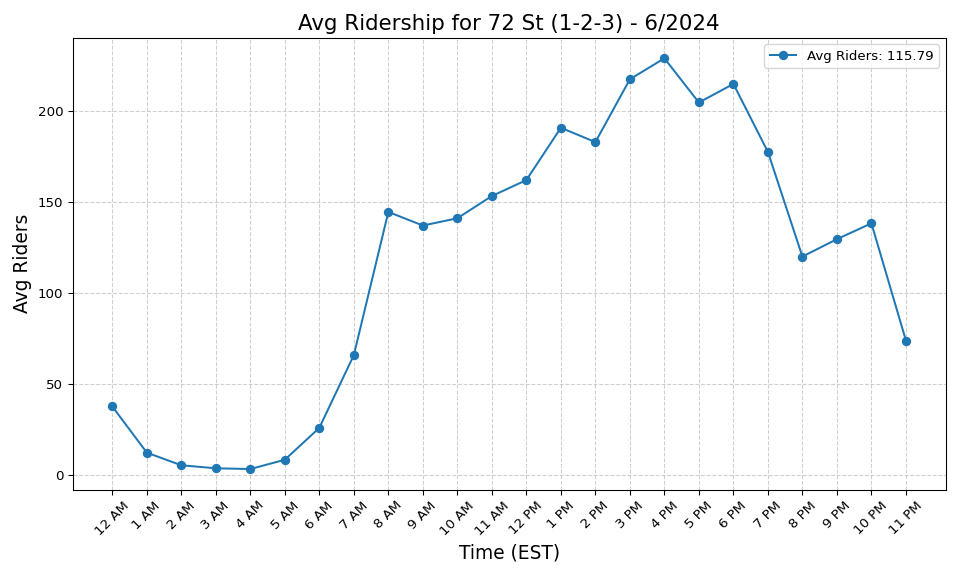 Avg Ridership for 72 St (1-2-3) - 6/2024
Avg Riders: 115.79
Avg Riders
200
150
100
50
0
12 AM
1 AM
2 AM
3 AM
4 AM
5 AM
6 AM
7 AM
8 AM
9 AM
10 AM
11 AM
12 PM
1 PM
2 PM
3 PM
4 PM
5 PM
6 PM
7 PM
8 PM
9 PM
10 PM
11 PM
Time (EST)